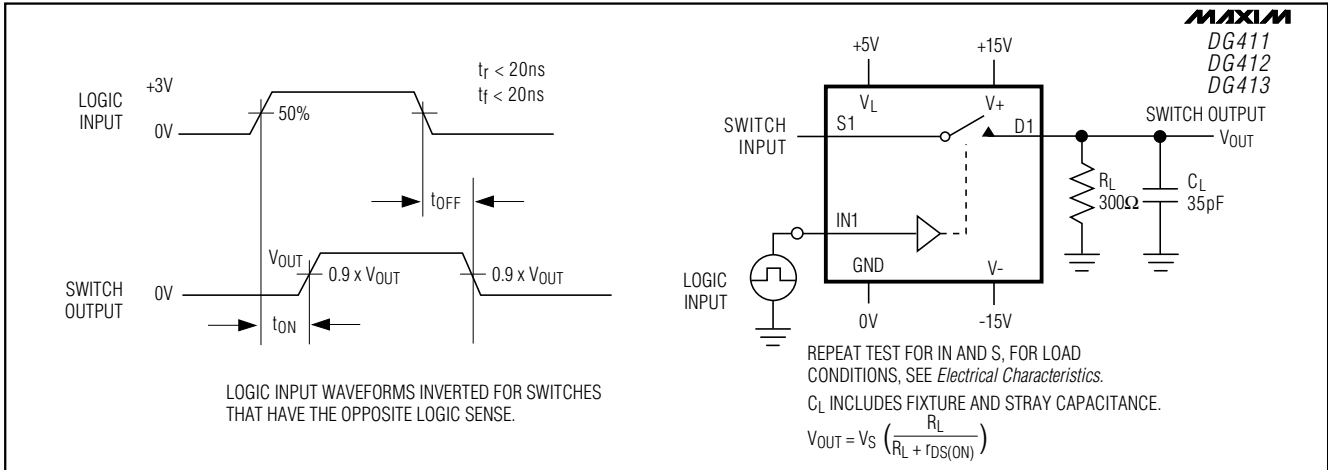 MAXIM
DG411
DG412
DG413
LOGIC
INPUT
+3V
0V
50%
tr < 20ns
tf < 20ns
tOFF
SWITCH
OUTPUT
VOUT
0V
0.9 x VOUT
0.9 x VOUT
tON
LOGIC INPUT WAVEFORMS INVERTED FOR SWITCHES
THAT HAVE THE OPPOSITE LOGIC SENSE.
+5V
+15V
VL
V+
SWITCH
INPUT
S1
D1
SWITCH OUTPUT
VOUT
RL
300Ω
CL
35pF
IN1
LOGIC
INPUT
GND
V-
0V
-15V
REPEAT TEST FOR IN AND S, FOR LOAD
CONDITIONS, SEE Electrical Characteristics.
CL INCLUDES FIXTURE AND STRAY CAPACITANCE.
VOUT = VS (RL / RL + rDS(ON))